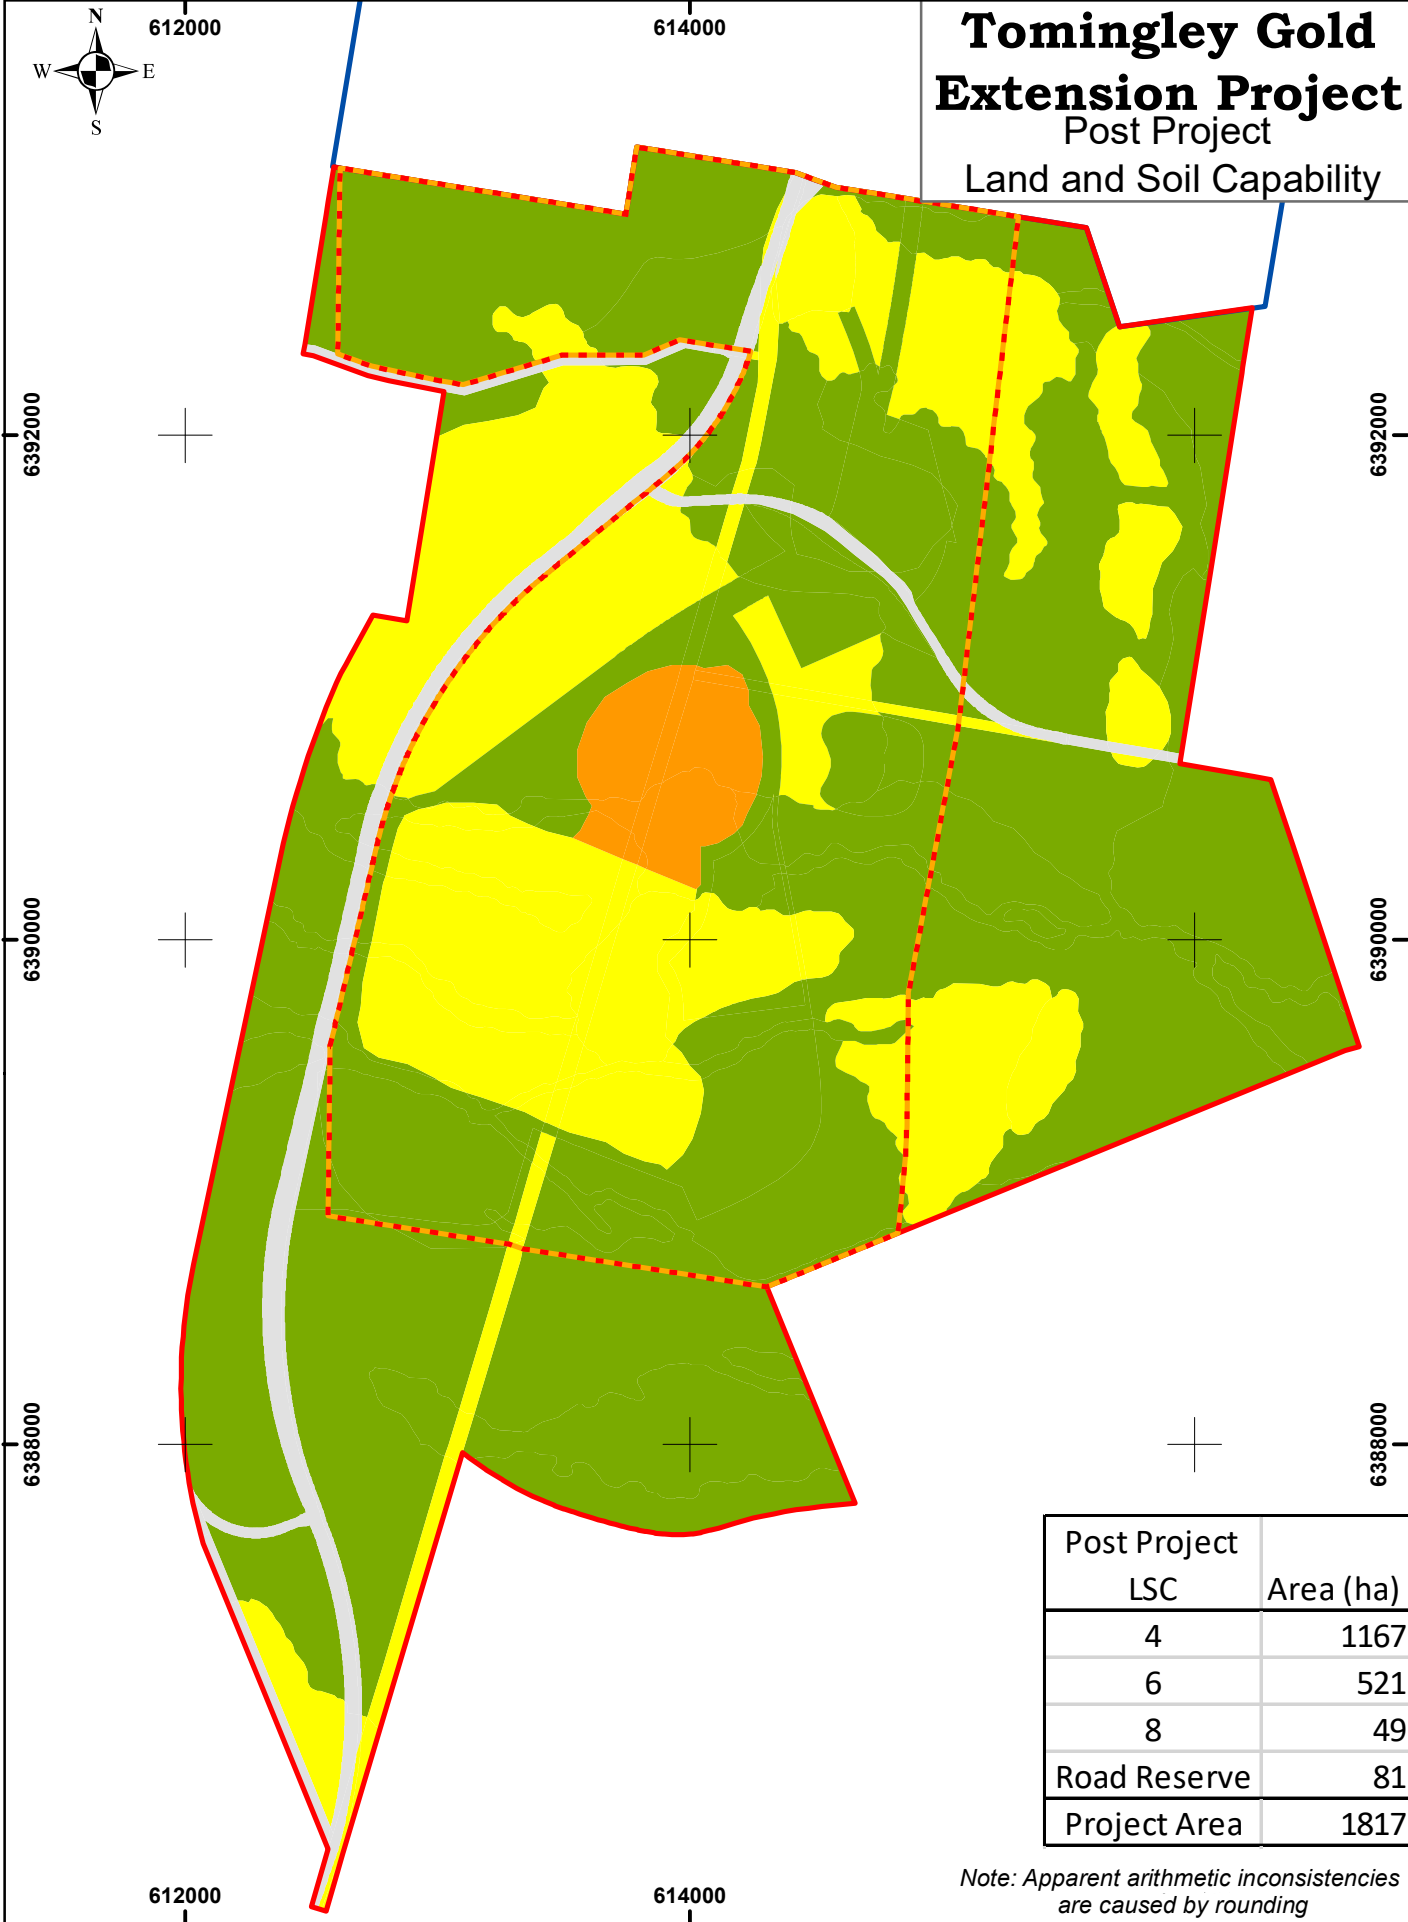 N
W E
S
612000
614000
Tomingley Gold
Extension Project
Post Project
Land and Soil Capability
6392000
6392000
6390000
6390000
6388000
6388000
Post Project
LSC Area (ha)
4 1167
6 521
8 49
Road Reserve 81
Project Area 1817
Note: Apparent arithmetic inconsistencies
are caused by rounding
612000
614000